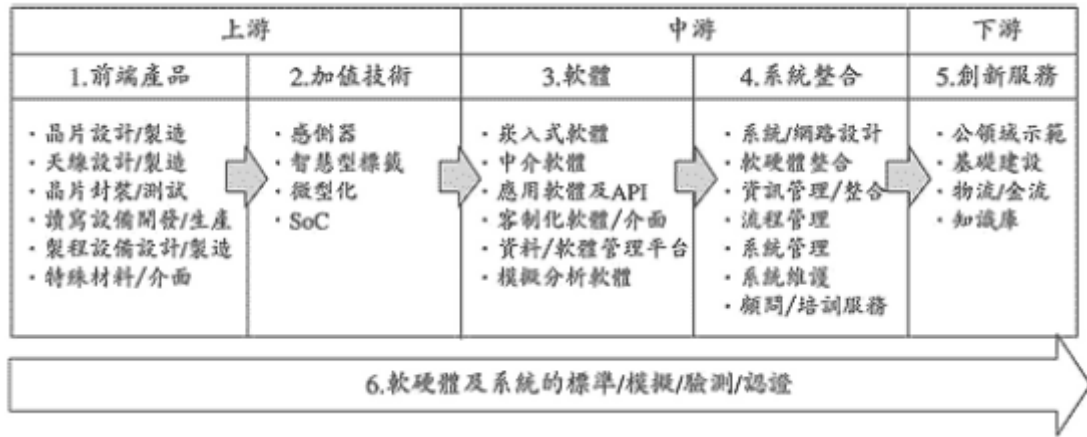 上游
中游
下游
1.前端產品
2.加值技術
3.軟體
4.系統整合
5.創新服務
・晶片設計/製造
・天線設計/製造
・晶片封裝/測試
・讀寫設備開發/生產
・製程設備設計/製造
・特殊材料/介面
・感側器
・智慧型標籤
・微型化
・SoC
・崁入式軟體
・中介軟體
・應用軟體及API
・客制化軟體/介面
・資料/軟體管理平台
・模擬分析軟體
・系統/網路設計
・軟硬體整合
・資訊管理/整合
・流程管理
・系統管理
・系統維護
・顧問/培訓服務
・公領域示範
・基礎建設
・物流/金流
・知識庫
6.軟硬體及系統的標準/模擬/驗測/認證